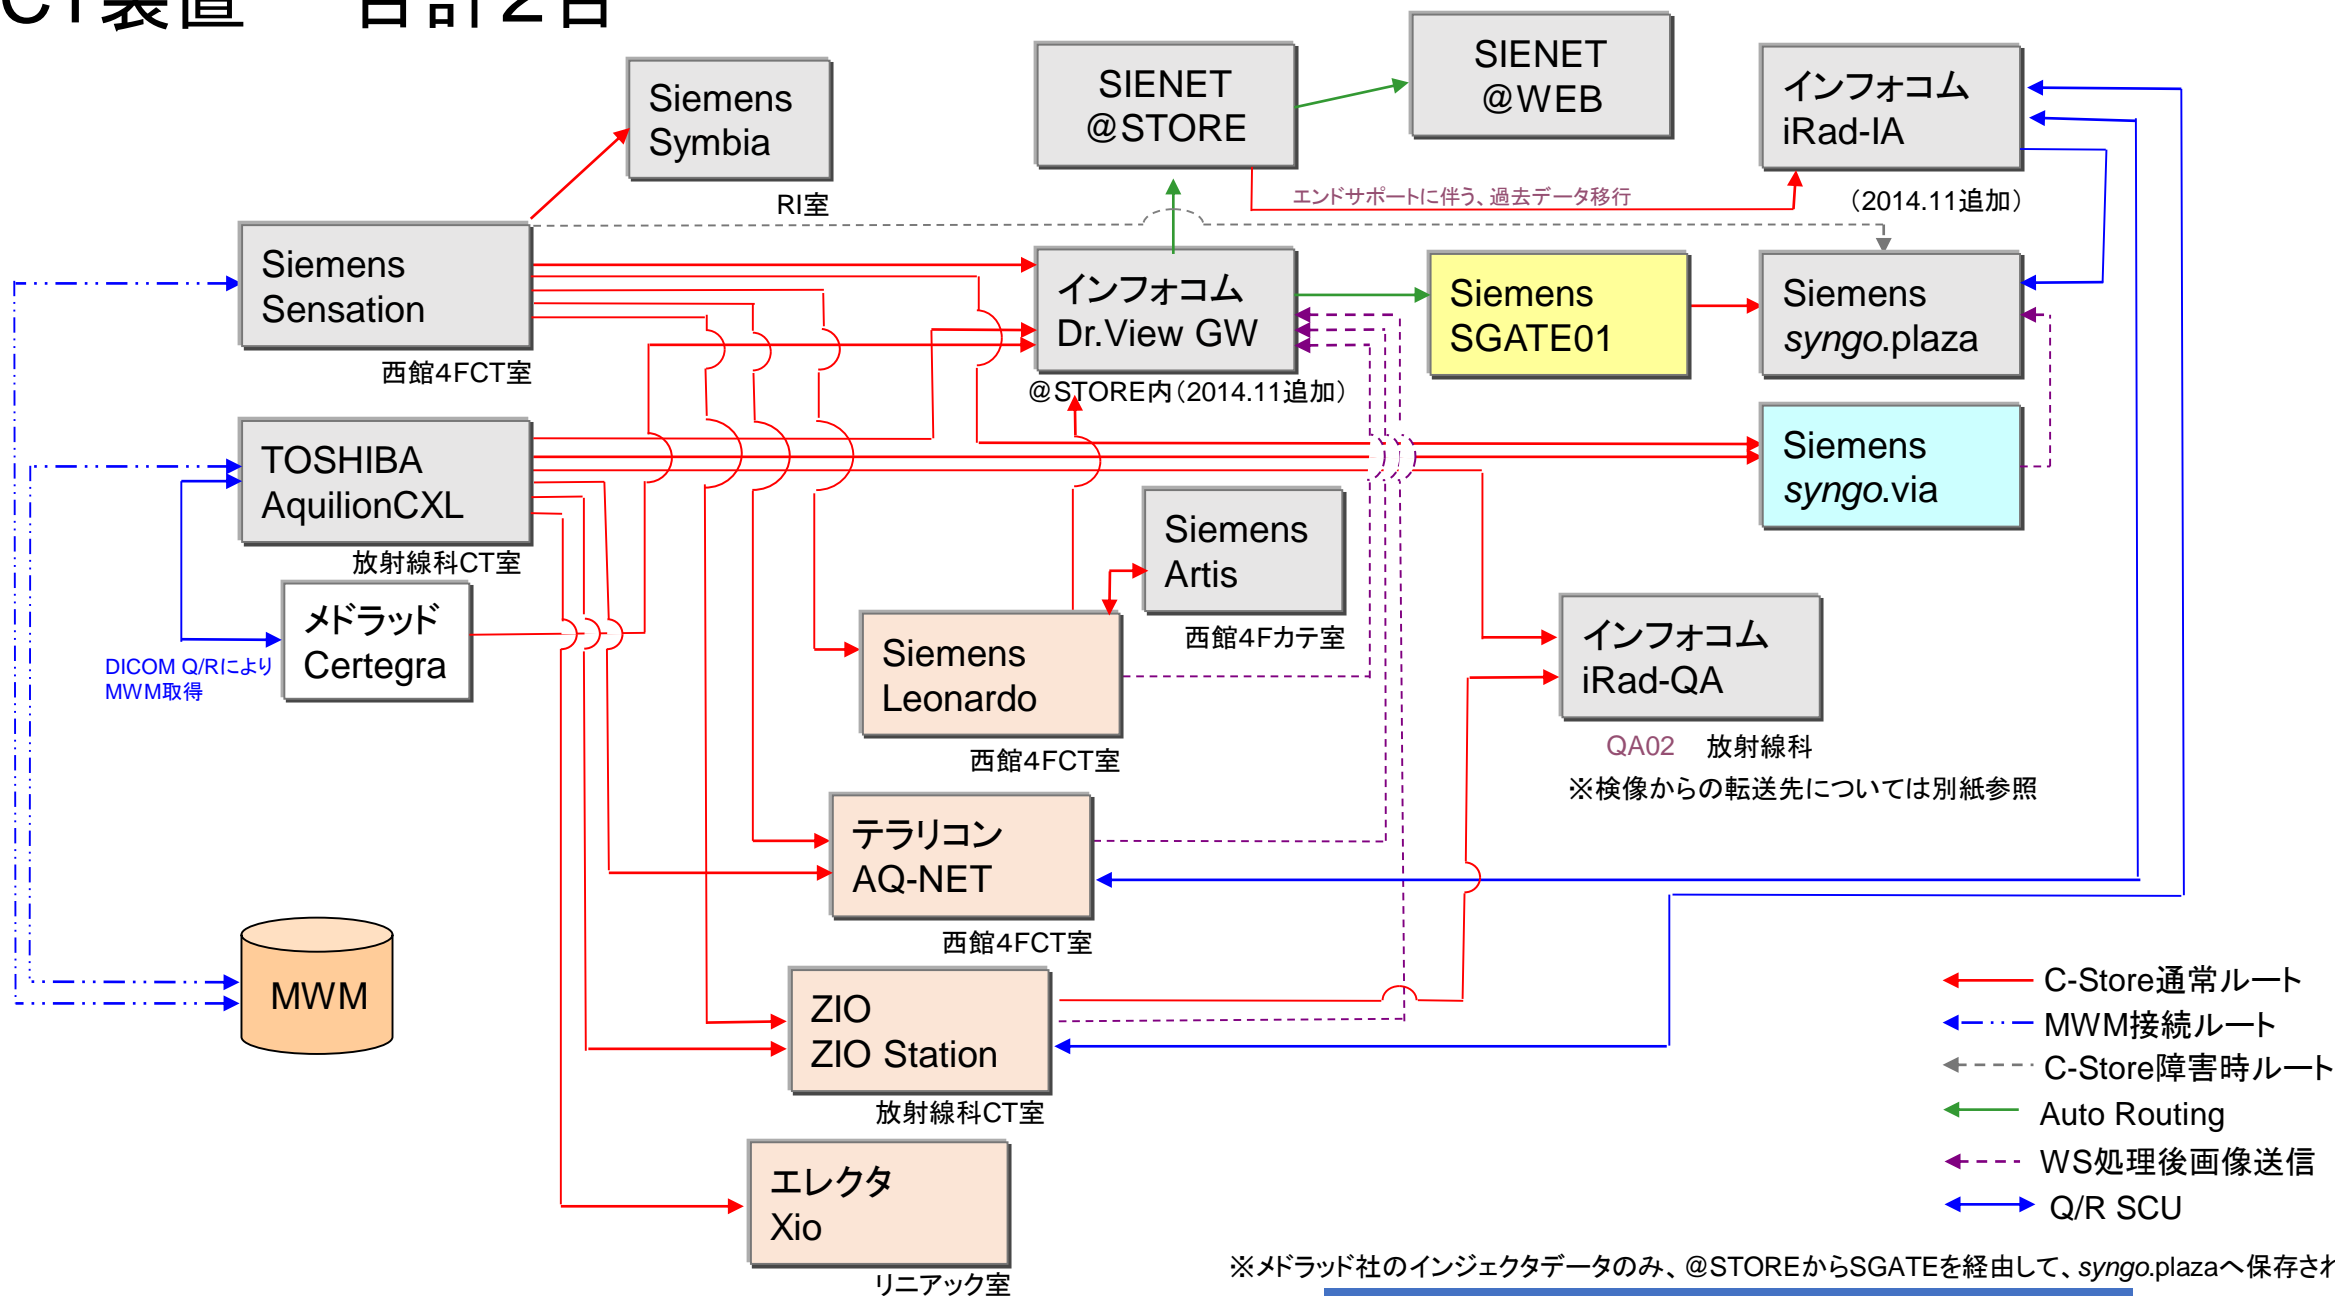 CT装置　合計2台
SIENET
@STORE
SIENET
@WEB
インフォコム
iRad-IA
（2014.11追加）
Siemens
Symbia
RI室
エンドサポートに伴う、過去データ移行
Siemens
Sensation
西館4FCT室
インフォコム
Dr.View GW
@STORE内（2014.11追加）
Siemens
SGATE01
Siemens
syngo.plaza
TOSHIBA
AquilionCXL
放射線科CT室
Siemens
syngo.via
メドラッド
Certegra
DICOM Q/Rにより
MWM取得
Siemens
Artis
西館4Fカテ室
Siemens
Leonardo
西館4FCT室
インフォコム
iRad-QA
QA02　放射線科
※検像からの転送先については別紙参照
テラリコン
AQ-NET
西館4FCT室
MWM
ZIO
ZIO Station
放射線科CT室
エレクタ
Xio
リニアック室
C-Store通常ルート
MWM接続ルート
C-Store障害時ルート
Auto Routing
WS処理後画像送信
Q/R SCU
※メドラッド社のインジェクタデータのみ、@STOREからSGATEを経由して、syngo.plazaへ保存され